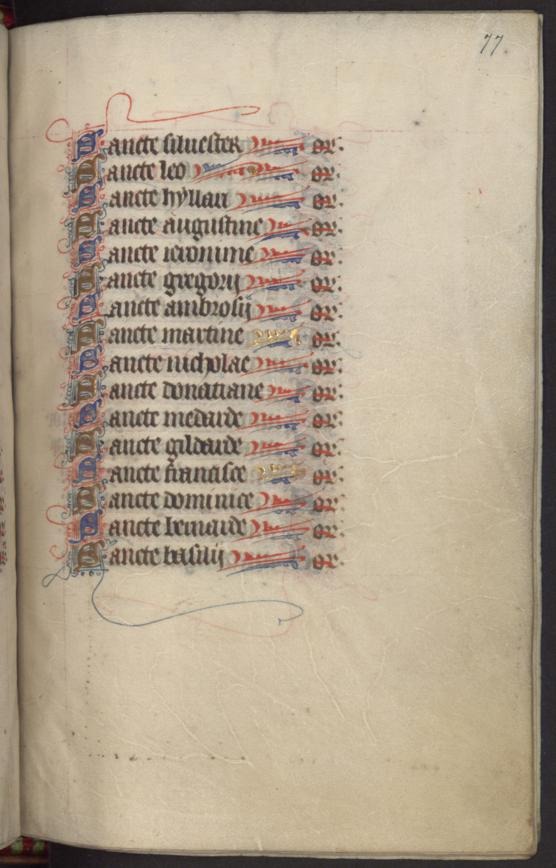 77
Sancte siluester or
Sancte leo or
Sancte hyllari or
Sancte augustine or
Sancte ieronime or
Sancte gregorij or
Sancte ambrosij or
Sancte martine or
Sancte nicholae or
Sancte donatiane or
Sancte medarde or
Sancte gildarde or
Sancte francisce or
Sancte dominice or
Sancte bernarde or
Sancte basilij or